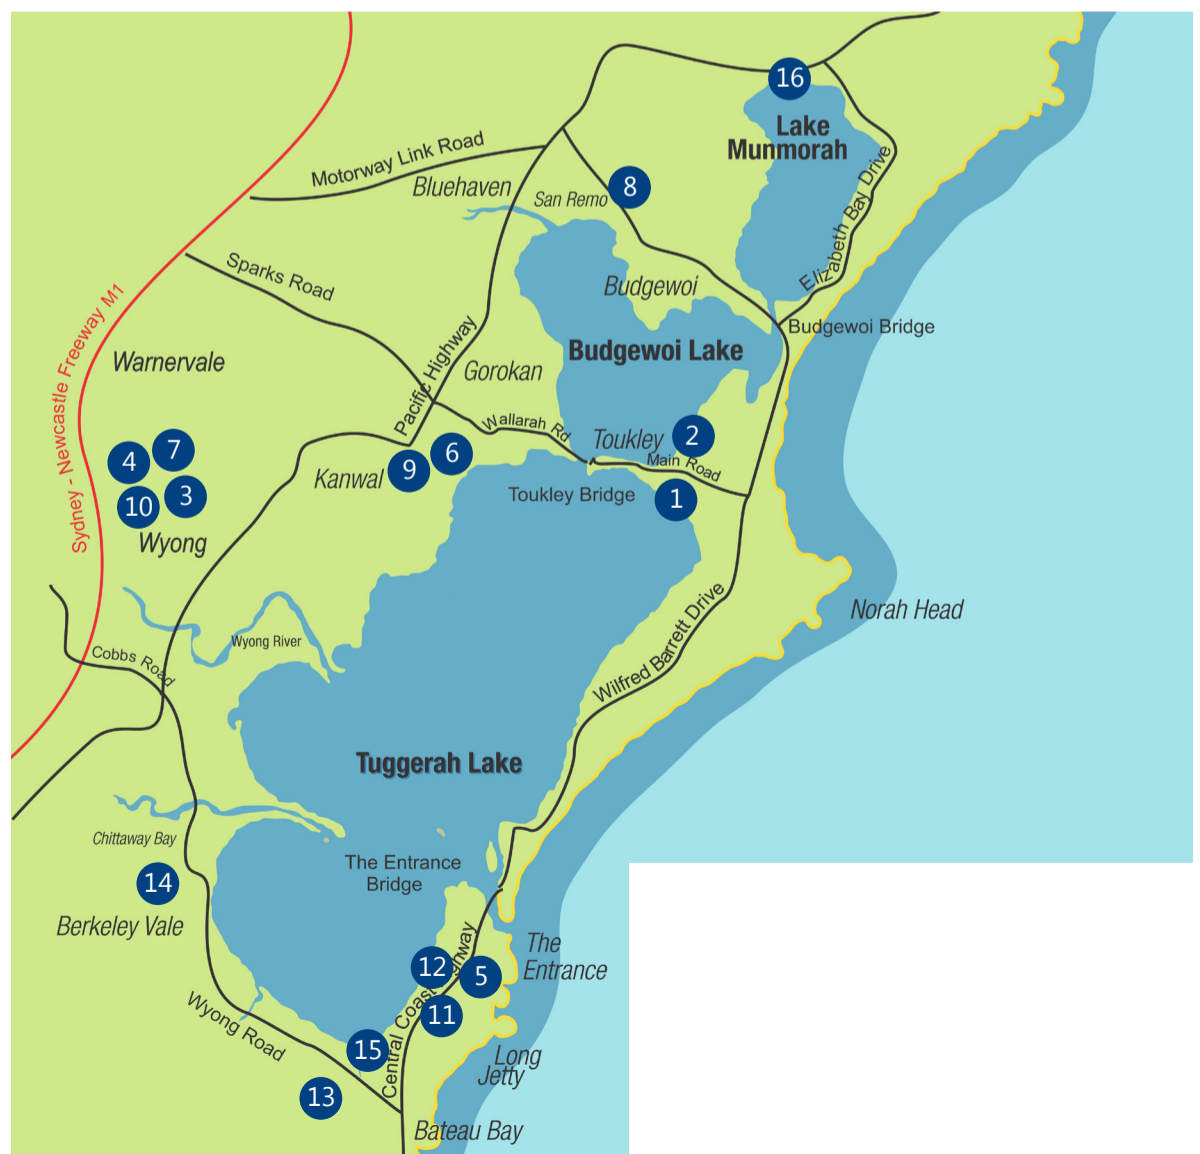 16
Lake
Munmorah
Motorway Link Road
Bluehaven
San Remo
8
Elizabeth Bay Drive
Sparks Road
Budgewoi
Sydney - Newcastle Freeway M1
Budgewoi Bridge
Warnervale
Pacific Highway
Gorokan
Budgewoi Lake
Wallarah Rd
Toukley
2
Main Road
4
7
Kanwal
9
6
10
3
Toukley Bridge
1
Wyong
Norah Head
Wyong River
Cobbs Road
Wilfred Barrett Drive
Tuggerah Lake
Chittaway Bay
The Entrance
Bridge
14
Berkeley Vale
The
Entrance
12
5
Central Coast Highway
11
Wyong Road
15
Long
Jetty
13
Bateau Bay